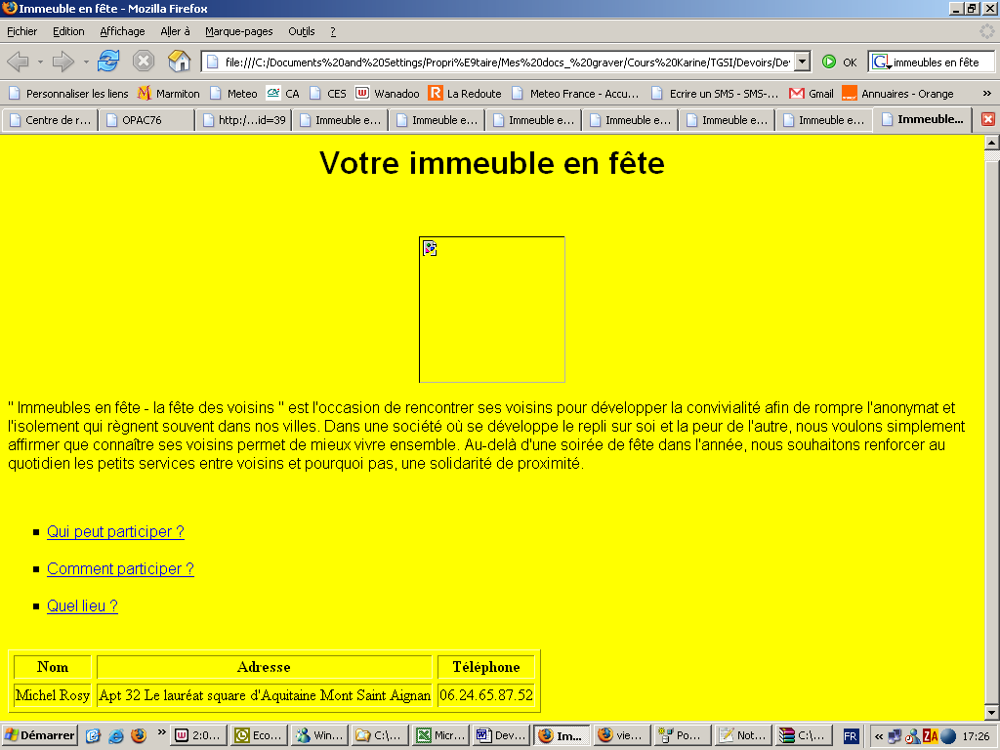 Immeuble en fête - Mozilla Firefox
Fichier Edition Affichage Aller à Marque-pages Outils ?
file:///C:/Documents%20and%20Settings/Propri%E9taire/Mes%20docs_%20graver/Cours%20Karine/TGSI/Devoirs/De OK G immeubles en fête
Personnaliser les liens Marmiton Meteo CA CES Wanadoo La Redoute Meteo France - Accu... Ecrire un SMS - SMS-... Gmail Annuaires - Orange »
Centre de r... OPAC76 http:/...id=39 Immeuble e... Immeuble e... Immeuble e... Immeuble e... Immeuble e... Immeuble e... Immeuble...
Votre immeuble en fête
" Immeubles en fête - la fête des voisins " est l'occasion de rencontrer ses voisins pour développer la convivialité afin de rompre l'anonymat et
l'isolement qui règnent souvent dans nos villes. Dans une société où se développe le repli sur soi et la peur de l'autre, nous voulons simplement
affirmer que connaître ses voisins permet de mieux vivre ensemble. Au-delà d'une soirée de fête dans l'année, nous souhaitons renforcer au
quotidien les petits services entre voisins et pourquoi pas, une solidarité de proximité.
Qui peut participer ?
Comment participer ?
Quel lieu ?
Nom Adresse Téléphone
Michel Rosy Apt 32 Le lauréat square d'Aquitaine Mont Saint Aignan 06.24.65.87.52
Démarrer » 2:0... Eco... Win... C:\... Micr... Dev... Im... vie... Po... Not... C:\... FR « ZA 17:26